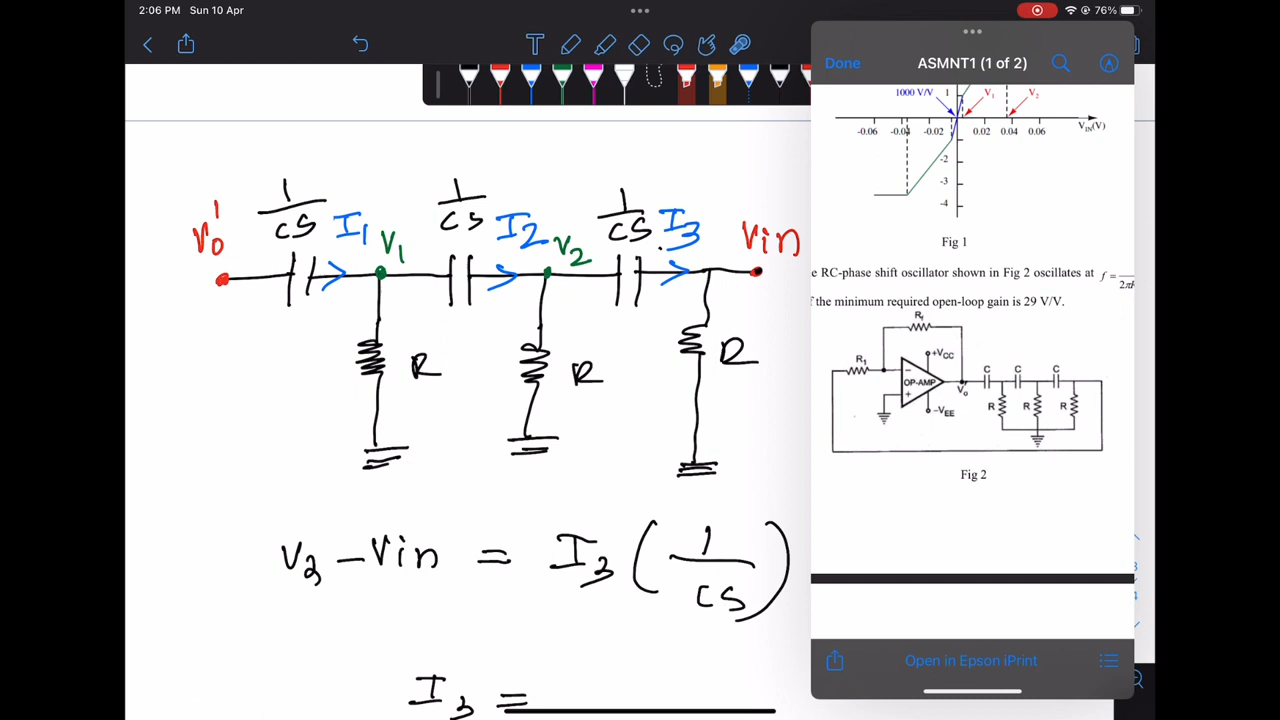 2:06 PM Sun 10 Apr
76%
Done
ASMNT1 (1 of 2)
1000 V/V
1
V1
V2
-0.06
-0.04
-0.02
0.02
0.04
0.06
VIN(V)
-2
-3
-4
Fig 1
e RC-phase shift oscillator shown in Fig 2 oscillates at f =
2π
f the minimum required open-loop gain is 29 V/V.
Rf
R1
+VCC
OP-AMP
-VEE
Vo
C
C
C
R
R
R
Fig 2
Open in Epson iPrint
1/CS
1/CS
1/CS
Vo'
I1
V1
I2
V2
I3
Vin
R
R
R
V2 - Vin = I3 (1/CS)
I3 =